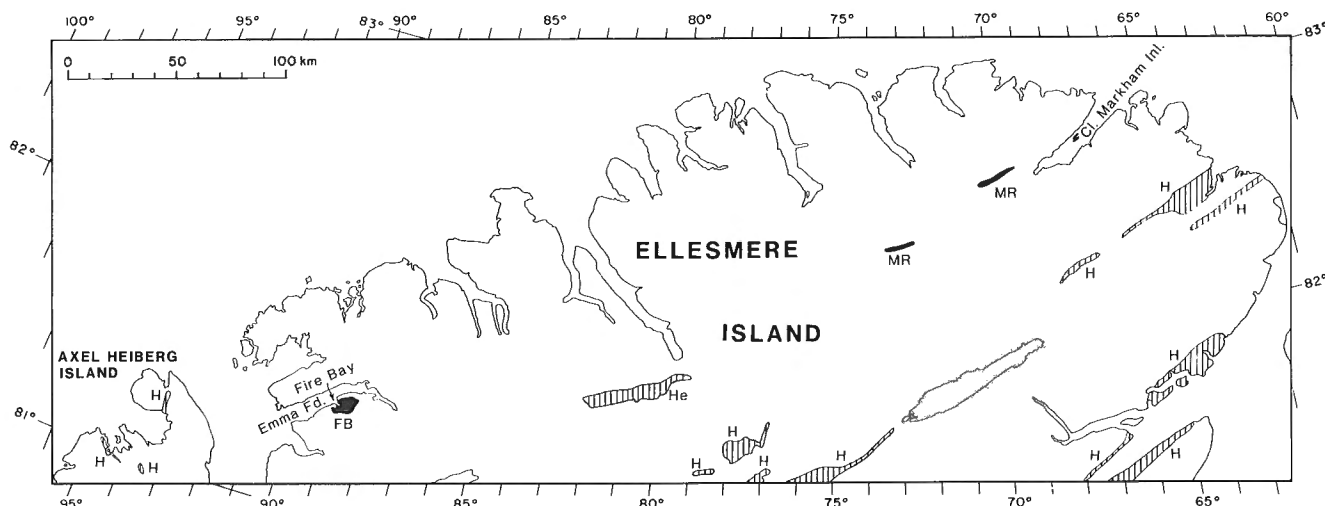 100° 95° 83° 90° 85° 80° 75° 70° 65° 60°
83°
0 50 100 km
Cl. Markham Inl.
82°
MR
H
H
ELLESMERE
MR
H
82°
ISLAND
AXEL HEIBERG
ISLAND
H
Fire Bay
Emma Fd.
FB
He
H
81°
H
H
H
H
H
H
H
95° 90° 85° 80° 75° 70° 65°